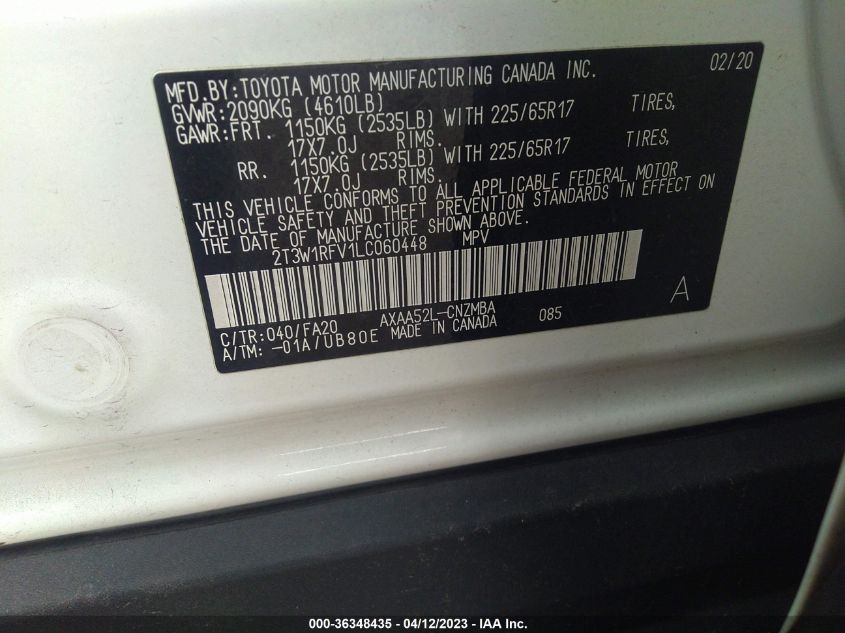 MFD.BY:TOYOTA MOTOR MANUFACTURING CANADA INC. 02/20
GVWR:2090KG (4610LB)
GAWR:FRT. 1150KG (2535LB) WITH 225/65R17 TIRES,
17X7.0J RIMS.
RR. 1150KG (2535LB) WITH 225/65R17 TIRES,
17X7.0J RIMS.
THIS VEHICLE CONFORMS TO ALL APPLICABLE FEDERAL MOTOR
VEHICLE SAFETY AND THEFT PREVENTION STANDARDS IN EFFECT ON
THE DATE OF MANUFACTURE SHOWN ABOVE.
2T3W1RFV1LC060448 MPV
A
C/TR:040/FA20 AXAA52L-CNZMBA 085
A/TM:-01A/UB80E MADE IN CANADA
000-36348435 - 04/12/2023 - IAA Inc.